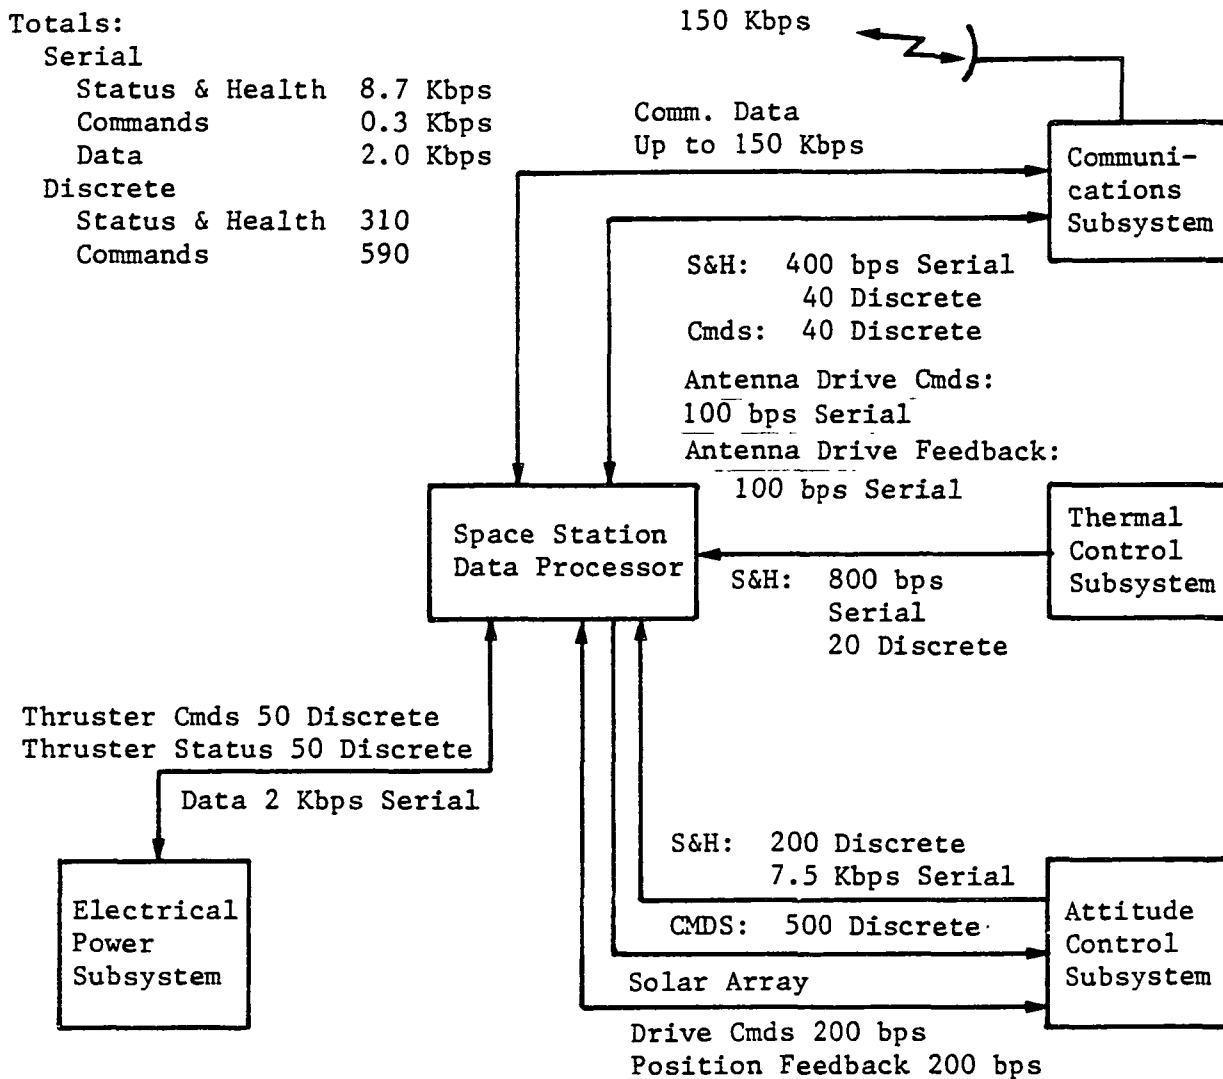 Totals:
Serial
Status & Health 8.7 Kbps
Commands 0.3 Kbps
Data 2.0 Kbps
Discrete
Status & Health 310
Commands 590
150 Kbps
Comm. Data
Up to 150 Kbps
Communi-
cations
Subsystem
S&H: 400 bps Serial
40 Discrete
Cmds: 40 Discrete
Antenna Drive Cmds:
100 bps Serial
Antenna Drive Feedback:
100 bps Serial
Space Station
Data Processor
Thermal
Control
Subsystem
S&H: 800 bps
Serial
20 Discrete
Thruster Cmds 50 Discrete
Thruster Status 50 Discrete
Data 2 Kbps Serial
Electrical
Power
Subsystem
S&H: 200 Discrete
7.5 Kbps Serial
CMDS: 500 Discrete
Attitude
Control
Subsystem
Solar Array
Drive Cmds 200 bps
Position Feedback 200 bps